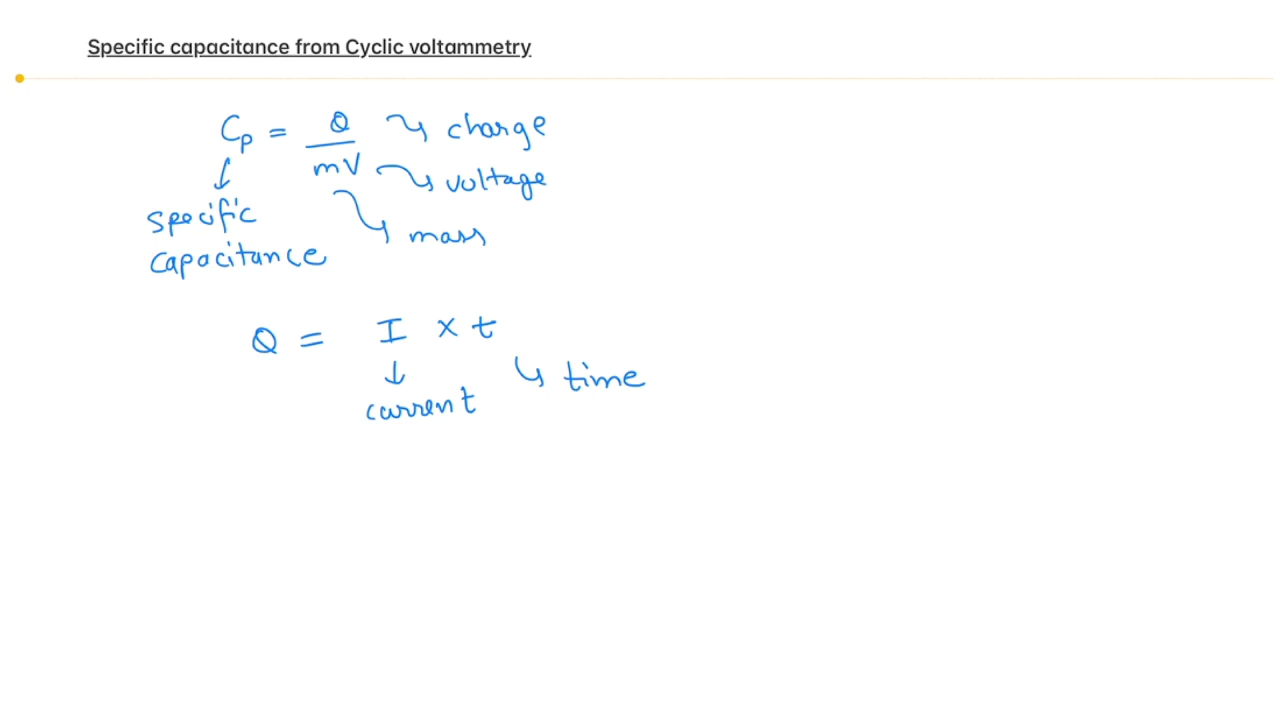 Specific capacitance from Cyclic voltammetry
Cp = Q / mV
charge
voltage
mass
specific
capacitance
Q = I × t
time
current